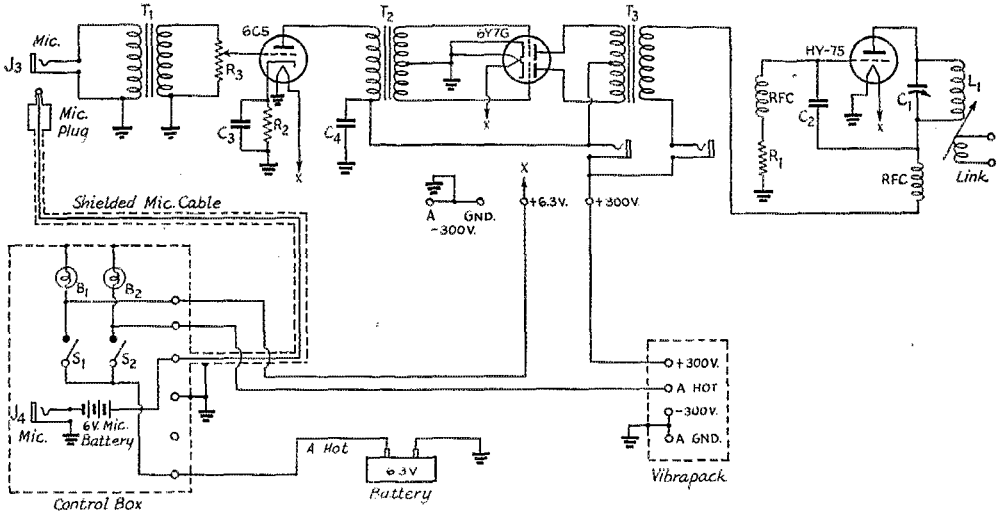 T1
T2
T3
Mic.
J3
6C5
6Y7G
HY-75
R3
RFC
C2
C1
L1
Mic.
Plug
C3
R2
C4
R1
X
X
X
RFC
Link
Shielded Mic. Cable
X
A
GND.
+6.3V.
+300V.
-300V.
B1
B2
S1
S2
+300V.
A HOT
-300V.
A GND.
J4
Mic.
6V. Mic.
Battery
A Hot
6.3V
Battery
Vibrapack
Control Box